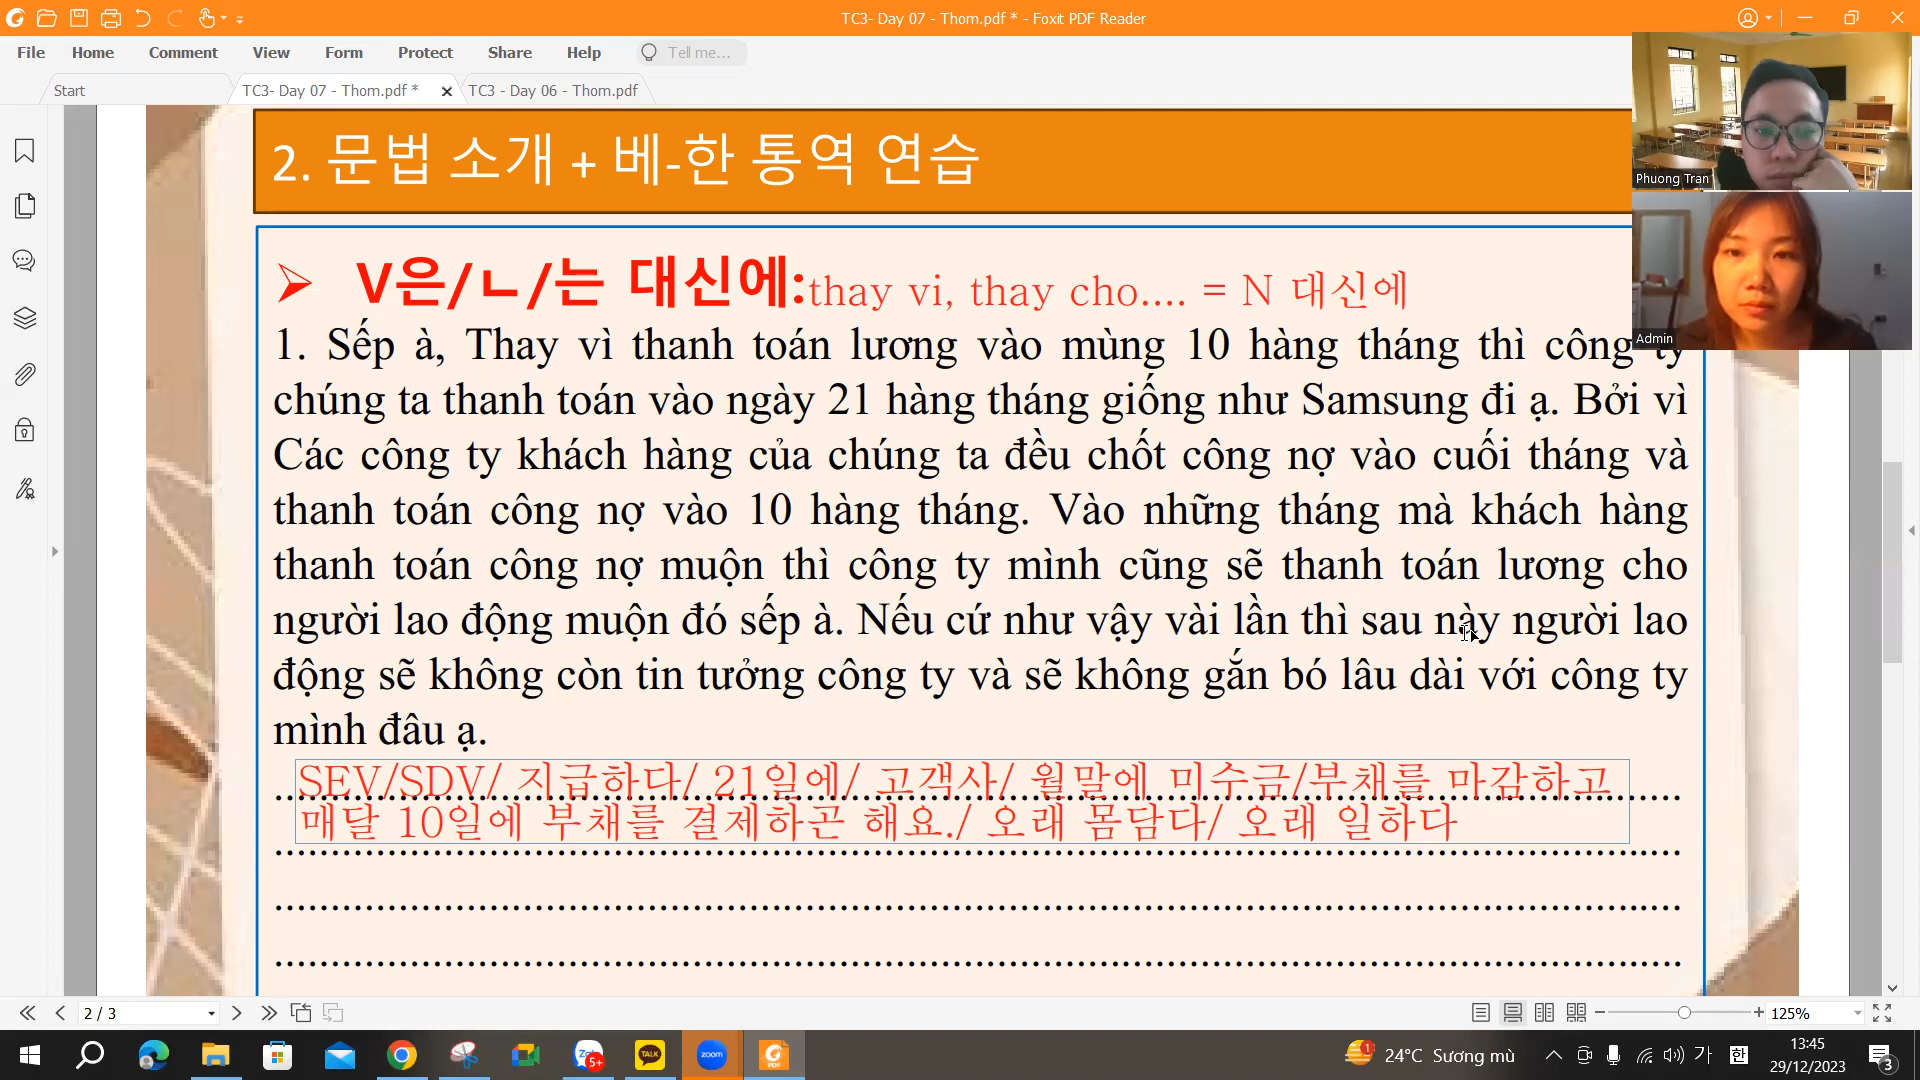 TC3- Day 07 - Thom.pdf * - Foxit PDF Reader
File Home Comment View Form Protect Share Help Tell me...
Start TC3- Day 07 - Thom.pdf * TC3 - Day 06 - Thom.pdf
Phuong Tran
Admin
2. 문법 소개 + 베-한 통역 연습
V은/ㄴ/는 대신에:thay vi, thay cho.... = N 대신에
1. Sếp à, Thay vì thanh toán lương vào mùng 10 hàng tháng thì công ty
chúng ta thanh toán vào ngày 21 hàng tháng giống như Samsung đi ạ. Bởi vì
Các công ty khách hàng của chúng ta đều chốt công nợ vào cuối tháng và
thanh toán công nợ vào 10 hàng tháng. Vào những tháng mà khách hàng
thanh toán công nợ muộn thì công ty mình cũng sẽ thanh toán lương cho
người lao động muộn đó sếp à. Nếu cứ như vậy vài lần thì sau này người lao
động sẽ không còn tin tưởng công ty và sẽ không gắn bó lâu dài với công ty
mình đâu ạ.
SEV/SDV/ 지급하다/ 21일에/ 고객사/ 월말에 미수금/부채를 마감하고
매달 10일에 부채를 결제하곤 해요./ 오래 몸담다/ 오래 일하다
2 / 3
125%
24°C Sương mù
가 한
13:45
29/12/2023
3
5+
TALK
zoom
PDF
1